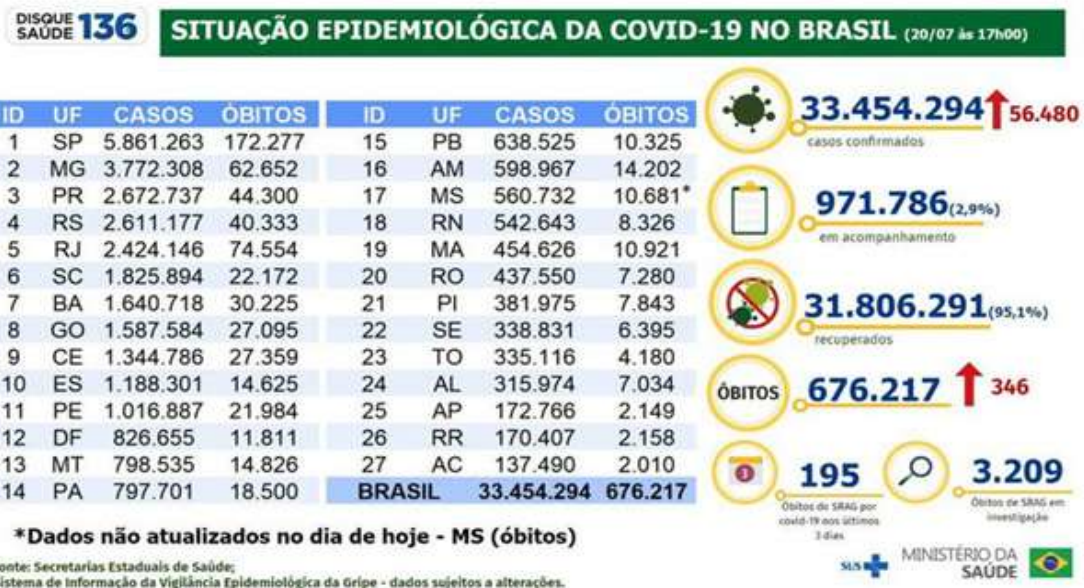 DISQUE
SAÚDE 136
SITUAÇÃO EPIDEMIOLÓGICA DA COVID-19 NO BRASIL (20/07 às 17h00)
ID UF CASOS ÓBITOS ID UF CASOS ÓBITOS
1 SP 5.861.263 172.277 15 PB 638.525 10.325
2 MG 3.772.308 62.652 16 AM 598.967 14.202
3 PR 2.672.737 44.300 17 MS 560.732 10.681*
4 RS 2.611.177 40.333 18 RN 542.643 8.326
5 RJ 2.424.146 74.554 19 MA 454.626 10.921
6 SC 1.825.894 22.172 20 RO 437.550 7.280
7 BA 1.640.718 30.225 21 PI 381.975 7.843
8 GO 1.587.584 27.095 22 SE 338.831 6.395
9 CE 1.344.786 27.359 23 TO 335.116 4.180
10 ES 1.188.301 14.625 24 AL 315.974 7.034
11 PE 1.016.887 21.984 25 AP 172.766 2.149
12 DF 826.655 11.811 26 RR 170.407 2.158
13 MT 798.535 14.826 27 AC 137.490 2.010
14 PA 797.701 18.500 BRASIL 33.454.294 676.217
*Dados não atualizados no dia de hoje - MS (óbitos)
onte: Secretarias Estaduais de Saúde;
istema de Informação da Vigilância Epidemiológica da Gripe - dados sujeitos a alterações.
33.454.294 56.480
casos confirmados
971.786 (2,9%)
em acompanhamento
31.806.291 (95,1%)
recuperados
ÓBITOS 676.217 346
195
Óbitos de SRAG por
covid-19 nos últimos
3 dias
3.209
Óbitos de SRAG em
investigação
SUS
MINISTÉRIO DA
SAÚDE